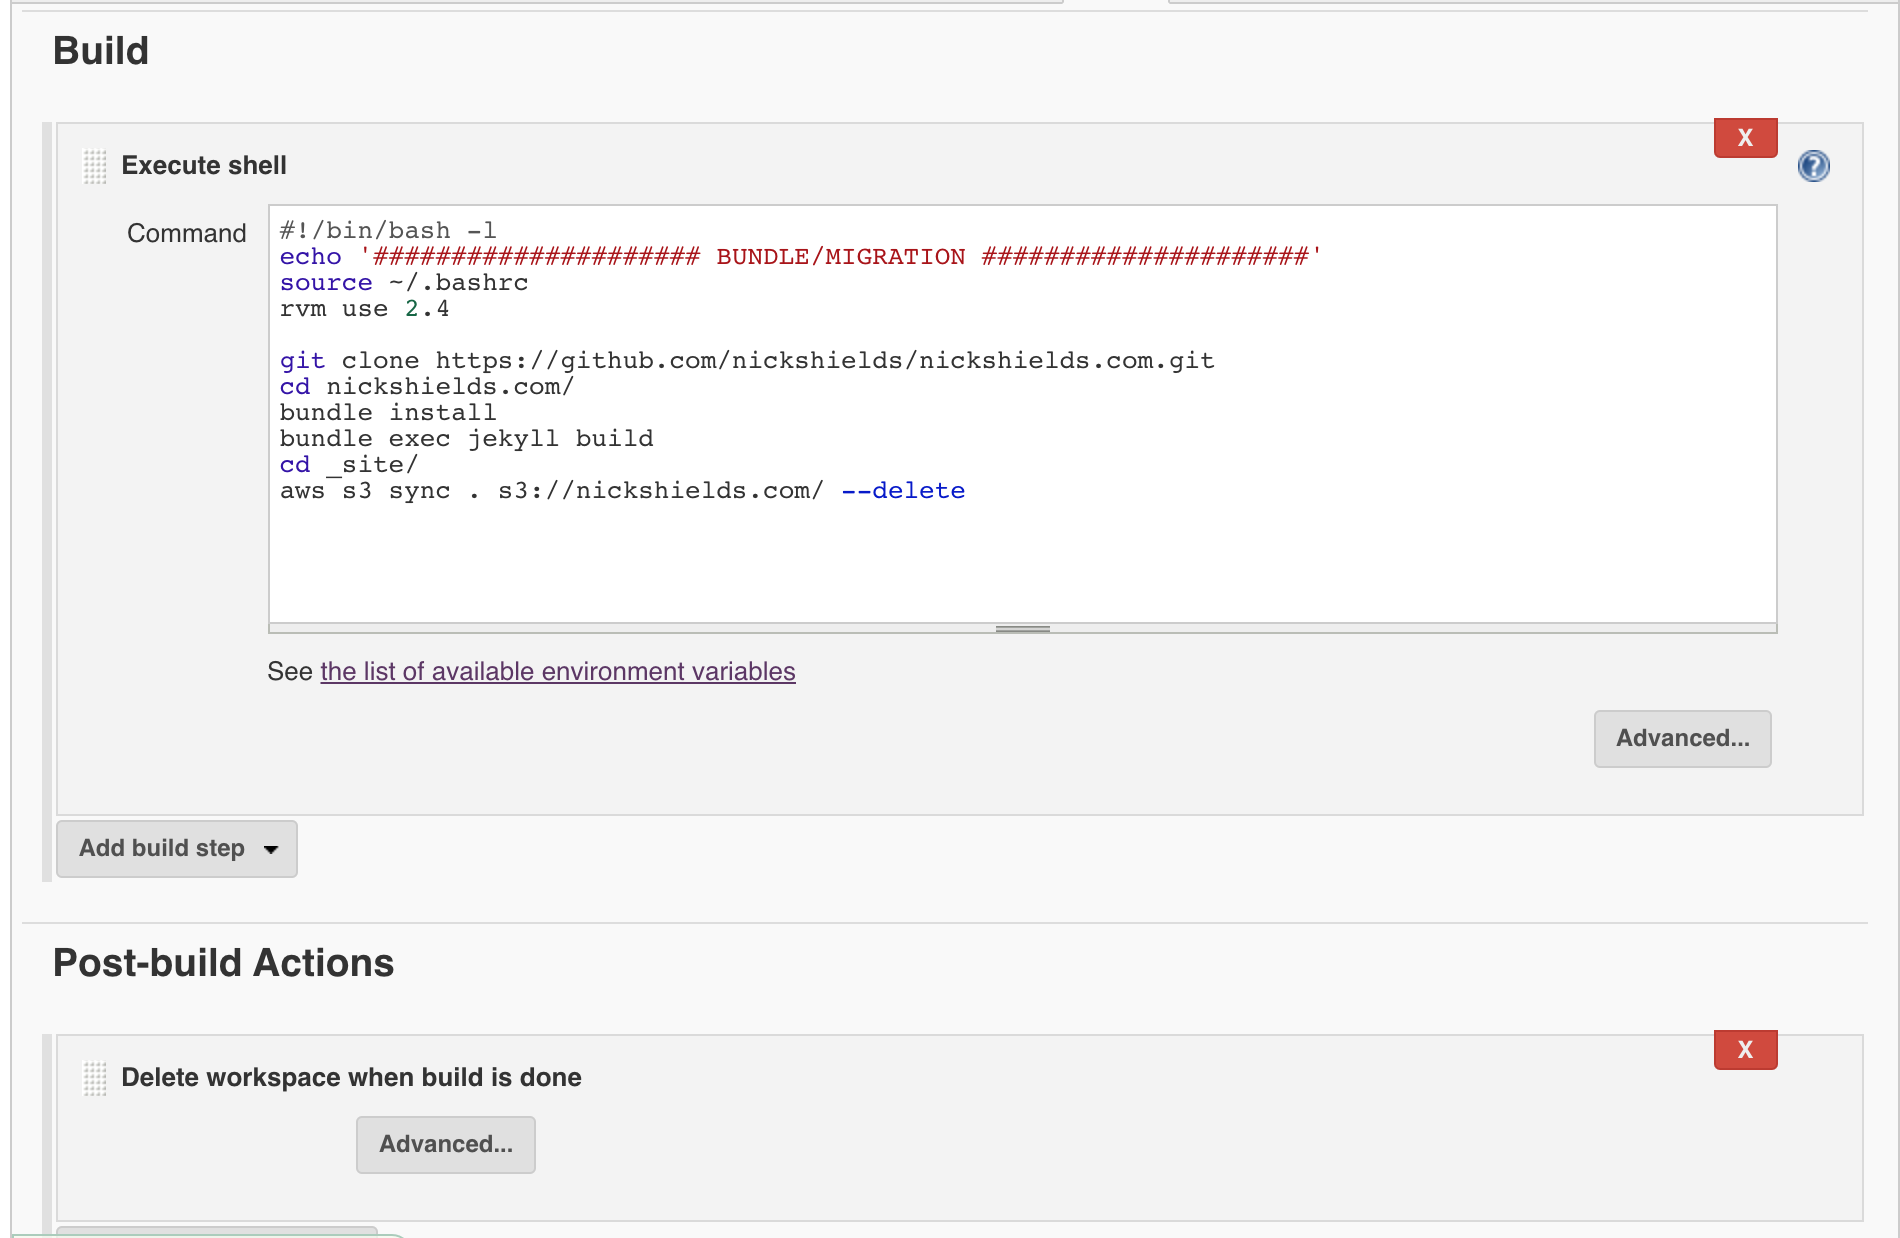 Build
X
Execute shell
?
Command
#!/bin/bash -l
echo '##################### BUNDLE/MIGRATION #####################'
source ~/.bashrc
rvm use 2.4
git clone https://github.com/nickshields/nickshields.com.git
cd nickshields.com/
bundle install
bundle exec jekyll build
cd _site/
aws s3 sync . s3://nickshields.com/ --delete
See the list of available environment variables
Advanced...
Add build step
Post-build Actions
X
Delete workspace when build is done
Advanced...